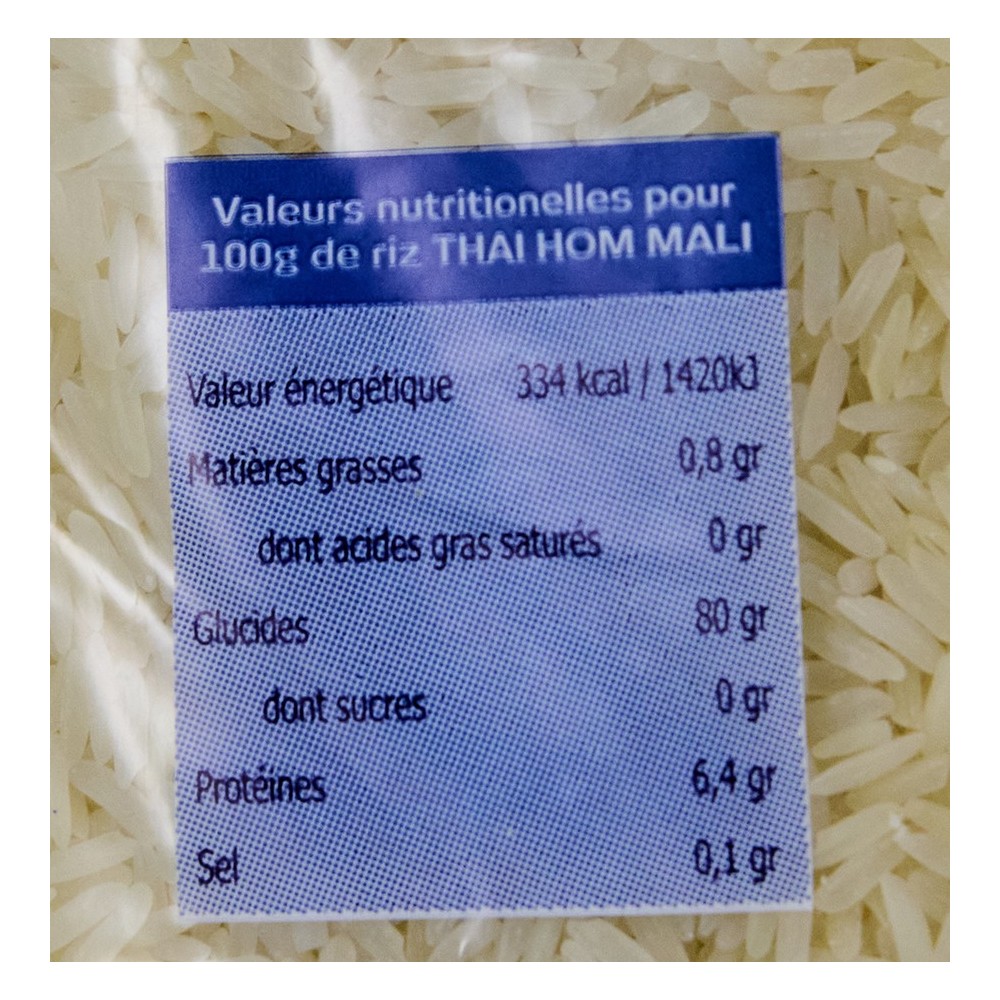 Valeurs nutritionelles pour
100g de riz THAI HOM MALI
Valeur énergétique 334 kcal / 1420kJ
Matières grasses 0,8 gr
dont acides gras saturés 0 gr
Glucides 80 gr
dont sucres 0 gr
Protéines 6,4 gr
Sel 0,1 gr